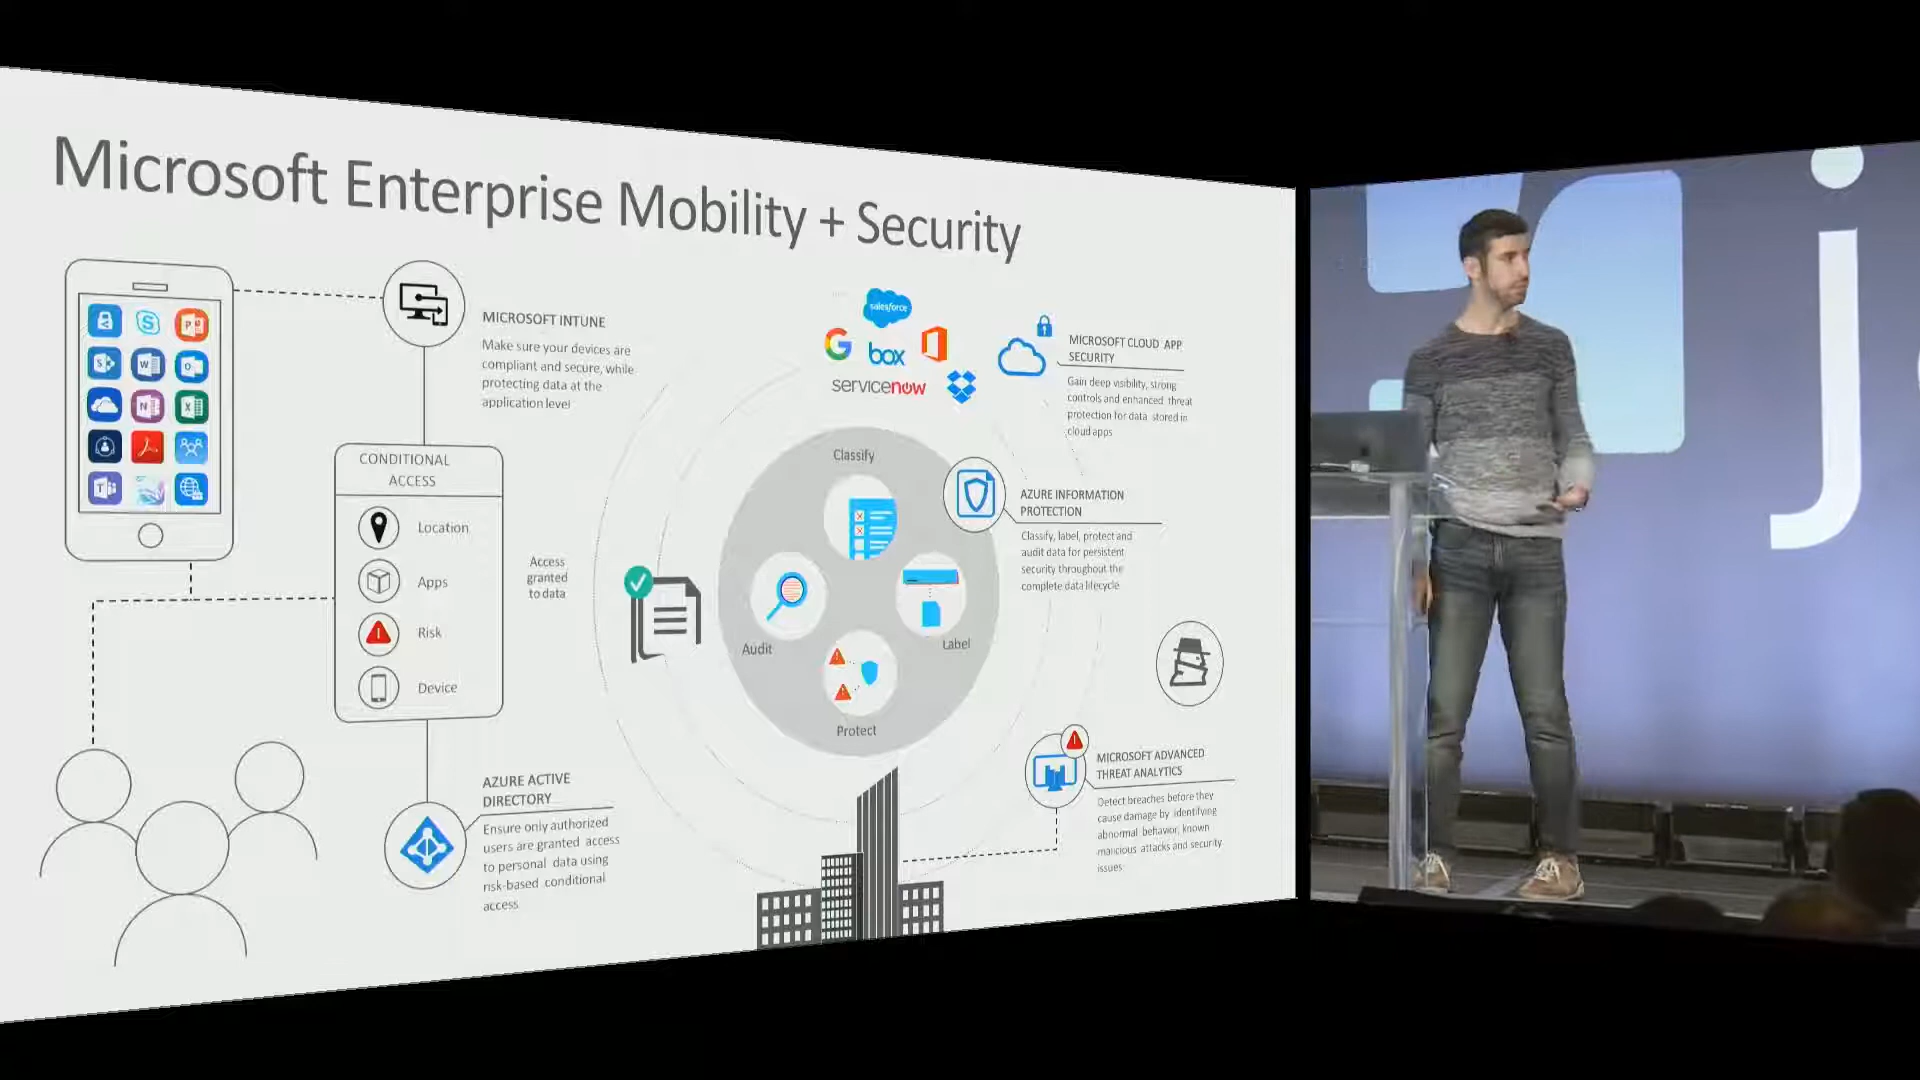 Microsoft Enterprise Mobility + Security
MICROSOFT INTUNE
Make sure your devices are
compliant and secure, while
protecting data at the
application level
CONDITIONAL
ACCESS
Location
Apps
Risk
Device
AZURE ACTIVE
DIRECTORY
Ensure only authorized
users are granted access
to personal data using
risk-based conditional
access
Access
granted
to data
salesforce
box
servicenow
Classify
Audit
Label
Protect
MICROSOFT CLOUD APP
SECURITY
Gain deep visibility, strong
controls and enhanced threat
protection for data stored in
cloud apps
AZURE INFORMATION
PROTECTION
Classify, label, protect and
audit data for persistent
security throughout the
complete data lifecycle
MICROSOFT ADVANCED
THREAT ANALYTICS
Detect breaches before they
cause damage by identifying
abnormal behavior, known
malicious attacks and security
issues
j